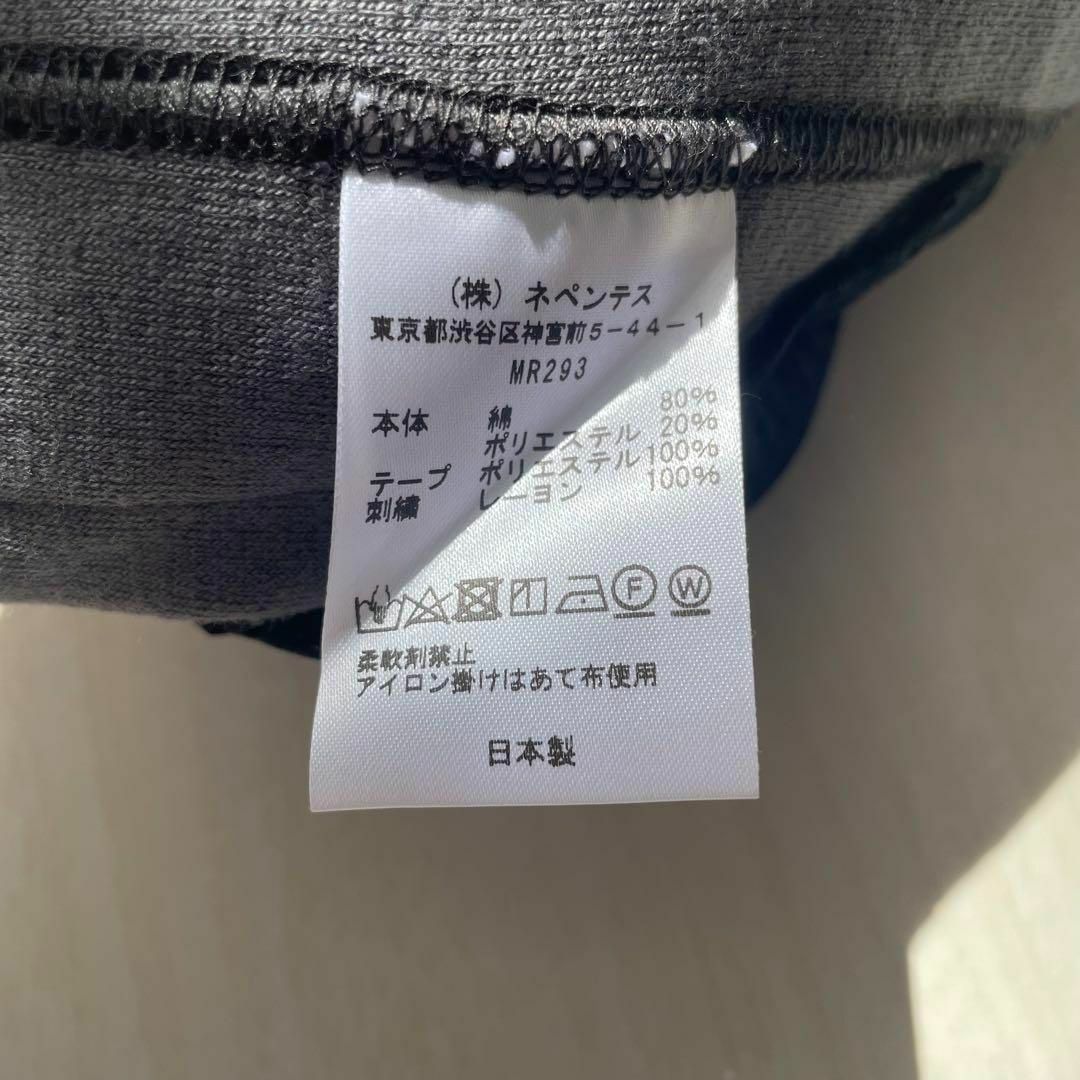 （株）ネペンテス
東京都渋谷区神宮前5-44-1
MR293
本体 綿 80%
ポリエステル 20%
テープ ポリエステル 100%
刺繍 レーヨン 100%
F W
柔軟剤禁止
アイロン掛けはあて布使用
日本製